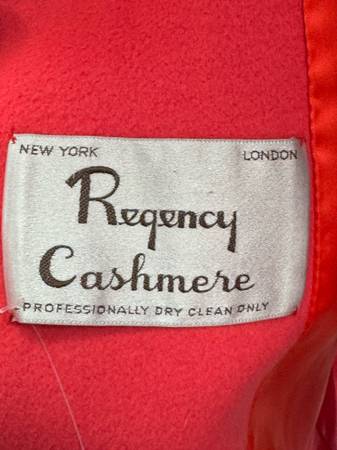 NEW YORK LONDON
Regency
Cashmere
PROFESSIONALLY DRY CLEAN ONLY